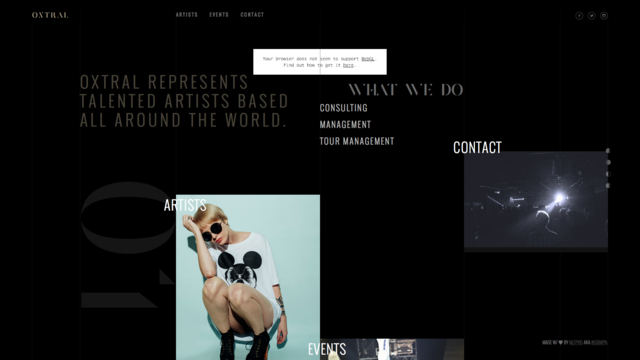 OXTRAL
ARTISTS EVENTS CONTACT
Your browser does not seem to support WebGL.
Find out how to get it here.
OXTRAL REPRESENTS
TALENTED ARTISTS BASED
ALL AROUND THE WORLD.
WHAT WE DO
CONSULTING
MANAGEMENT
TOUR MANAGEMENT
CONTACT
01
ARTISTS
EVENTS
MADE W/ ♥ BY